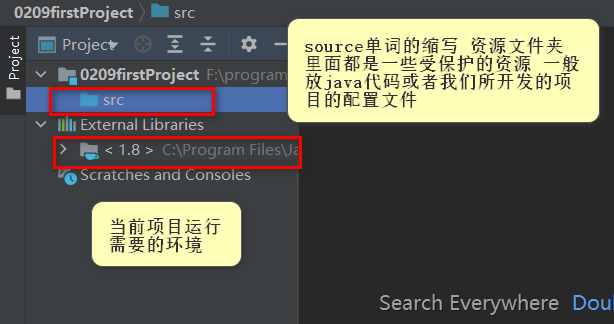 0209firstProject 〉 src
Project
Project
source单词的缩写 资源文件夹
里面都是一些受保护的资源 一般
放java代码或者我们所开发的项
目的配置文件
0209firstProject F:\program
src
External Libraries
< 1.8 > C:\Program Files\Ja
Scratches and Consoles
当前项目运行
需要的环境
Search Everywhere Doul